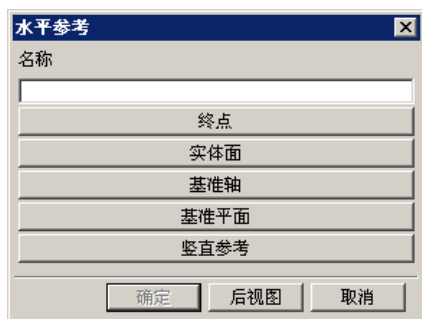 水平参考
名称
终点
实体面
基准轴
基准平面
竖直参考
确定 后视图 取消